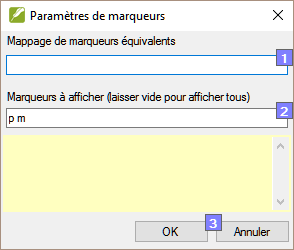 Paramètres de marqueurs
Mappage de marqueurs équivalents
1
Marqueurs à afficher (laisser vide pour afficher tous)
p m
2
3
OK Annuler